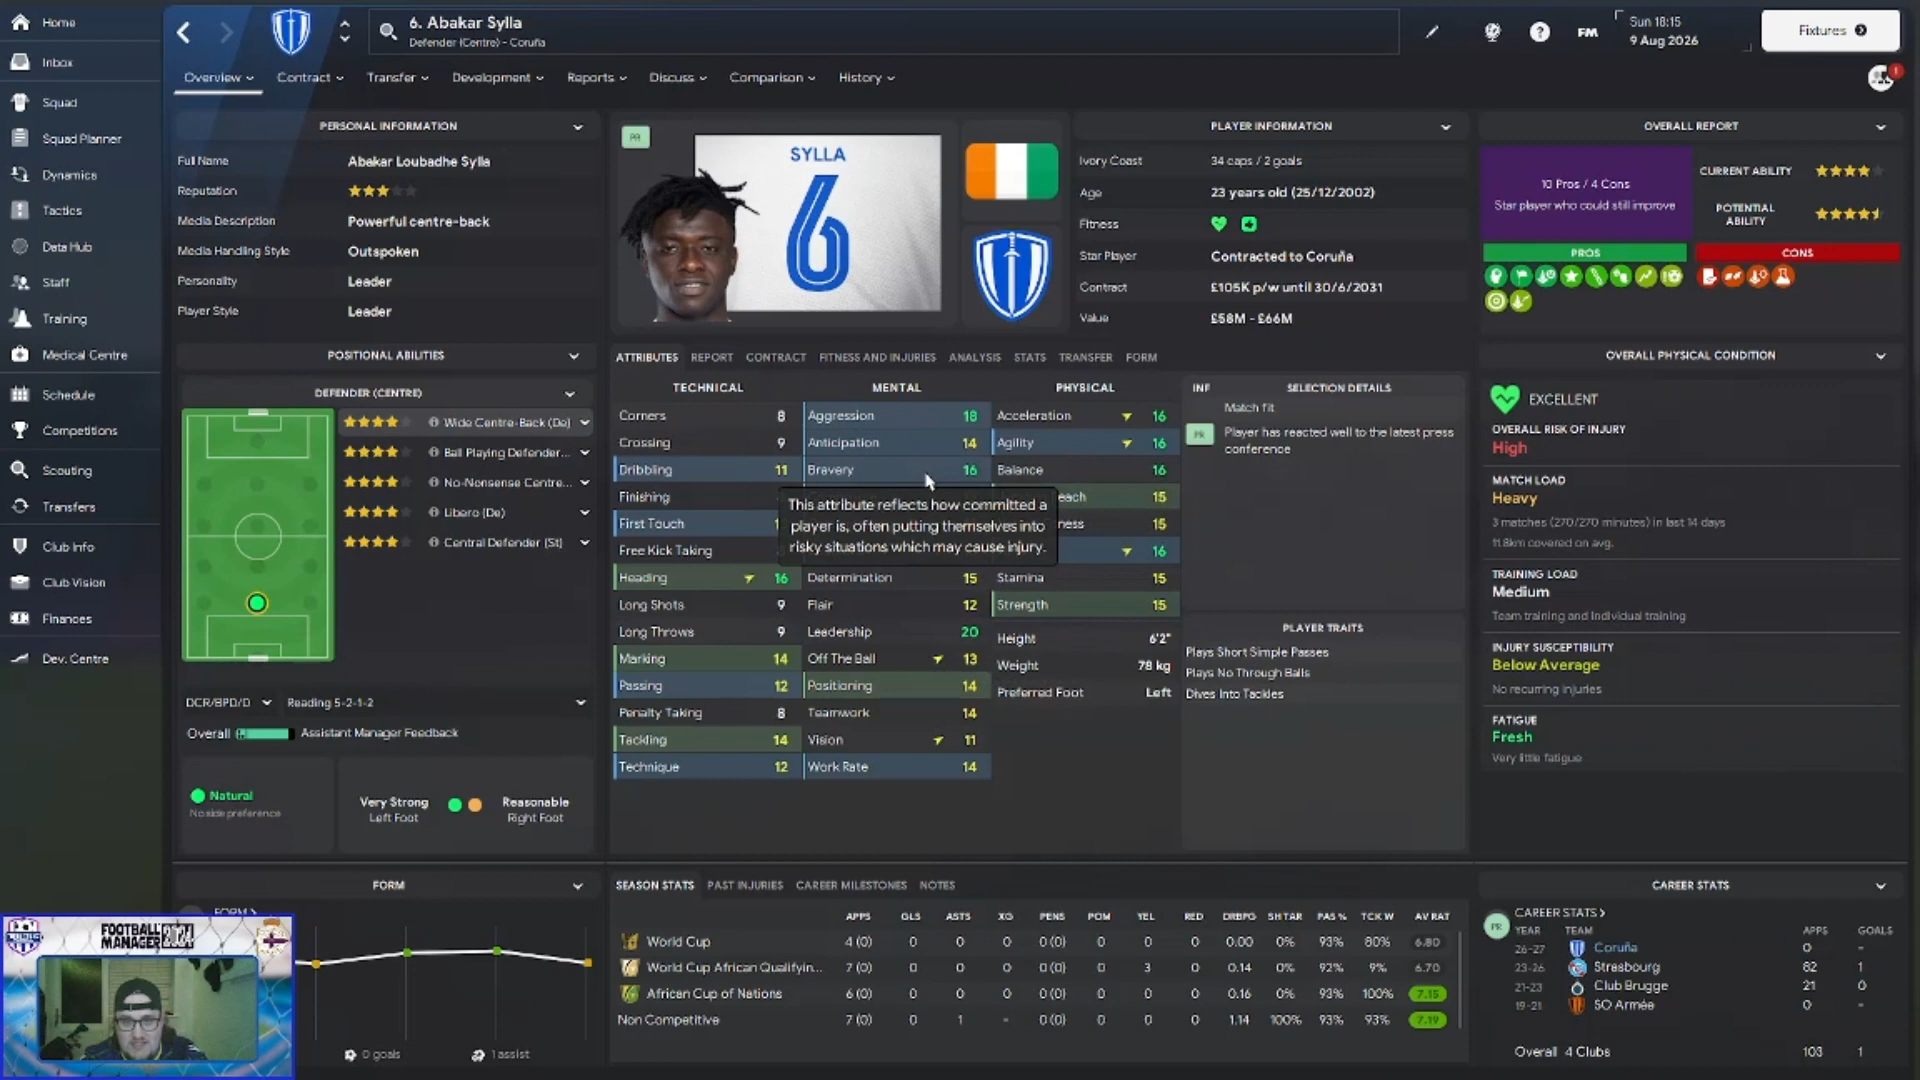 Home
Inbox
Squad
Squad Planner
Dynamics
Tactics
Data Hub
Staff
Training
Medical Centre
Schedule
Competitions
Scouting
Transfers
Club Info
Club Vision
Finances
Dev. Centre
6. Abakar Sylla
Defender (Centre) - Coruña
FM
Sun 18:15
9 Aug 2026
Fixtures
1
Overview Contract Transfer Development Reports Discuss Comparison History
PERSONAL INFORMATION
Full Name Abakar Loubadhe Sylla
Reputation
Media Description Powerful centre-back
Media Handling Style Outspoken
Personality Leader
Player Style Leader
PR
SYLLA
6
PLAYER INFORMATION
Ivory Coast 34 caps / 2 goals
Age 23 years old (25/12/2002)
Fitness
Star Player Contracted to Coruña
Contract £105K p/w until 30/6/2031
Value £58M - £66M
OVERALL REPORT
10 Pros / 4 Cons
Star player who could still improve
CURRENT ABILITY
POTENTIAL ABILITY
PROS CONS
POSITIONAL ABILITIES
DEFENDER (CENTRE)
Wide Centre-Back (De)
Ball Playing Defender...
No-Nonsense Centre...
Libero (De)
Central Defender (St)
DCR/BPD/D Reading 5-2-1-2
Overall Assistant Manager Feedback
Natural
No side preference
Very Strong
Left Foot
Reasonable
Right Foot
ATTRIBUTES REPORT CONTRACT FITNESS AND INJURIES ANALYSIS STATS TRANSFER FORM
TECHNICAL
Corners 8
Crossing 9
Dribbling 11
Finishing
First Touch
Free Kick Taking
Heading 16
Long Shots 9
Long Throws 9
Marking 14
Passing 12
Penalty Taking 8
Tackling 14
Technique 12
MENTAL
Aggression 18
Anticipation 14
Bravery 16
This attribute reflects how committed a
player is, often putting themselves into
risky situations which may cause injury.
Determination 15
Flair 12
Leadership 20
Off The Ball 13
Positioning 14
Teamwork 14
Vision 11
Work Rate 14
PHYSICAL
Acceleration 16
Agility 16
Balance 16
each 15
ness 15
16
Stamina 15
Strength 15
Height 6'2"
Weight 78 kg
Preferred Foot Left
INF SELECTION DETAILS
Match fit
PR Player has reacted well to the latest press
conference
PLAYER TRAITS
Plays Short Simple Passes
Plays No Through Balls
Dives Into Tackles
OVERALL PHYSICAL CONDITION
EXCELLENT
OVERALL RISK OF INJURY
High
MATCH LOAD
Heavy
3 matches (270/270 minutes) in last 14 days
11.8km covered on avg.
TRAINING LOAD
Medium
Team training and Individual training
INJURY SUSCEPTIBILITY
Below Average
No recurring injuries
FATIGUE
Fresh
Very little fatigue
FORM
FORM
0 goals 1 assist
FOOTBALL
MANAGER 2024
SEASON STATS PAST INJURIES CAREER MILESTONES NOTES
APPS GLS ASTS XG PENS POM YEL RED DRBPG SH TAR PAS % TCK W AV RAT
World Cup 4 (0) 0 0 0 0 (0) 0 0 0 0.00 0% 93% 80% 6.80
World Cup African Qualifyin... 7 (0) 0 0 0 0 (0) 0 3 0 0.14 0% 92% 9% 6.70
African Cup of Nations 6 (0) 0 0 0 0 (0) 0 0 0 0.16 0% 93% 100% 7.15
Non Competitive 7 (0) 0 1 - 0 (0) 0 0 0 1.14 100% 93% 93% 7.19
CAREER STATS
PR
CAREER STATS
YEAR TEAM APPS GOALS
26-27 Coruña 0 -
23-26 Strasbourg 82 1
21-23 Club Brugge 21 0
19-21 SO Armée 0 -
Overall 4 Clubs 103 1